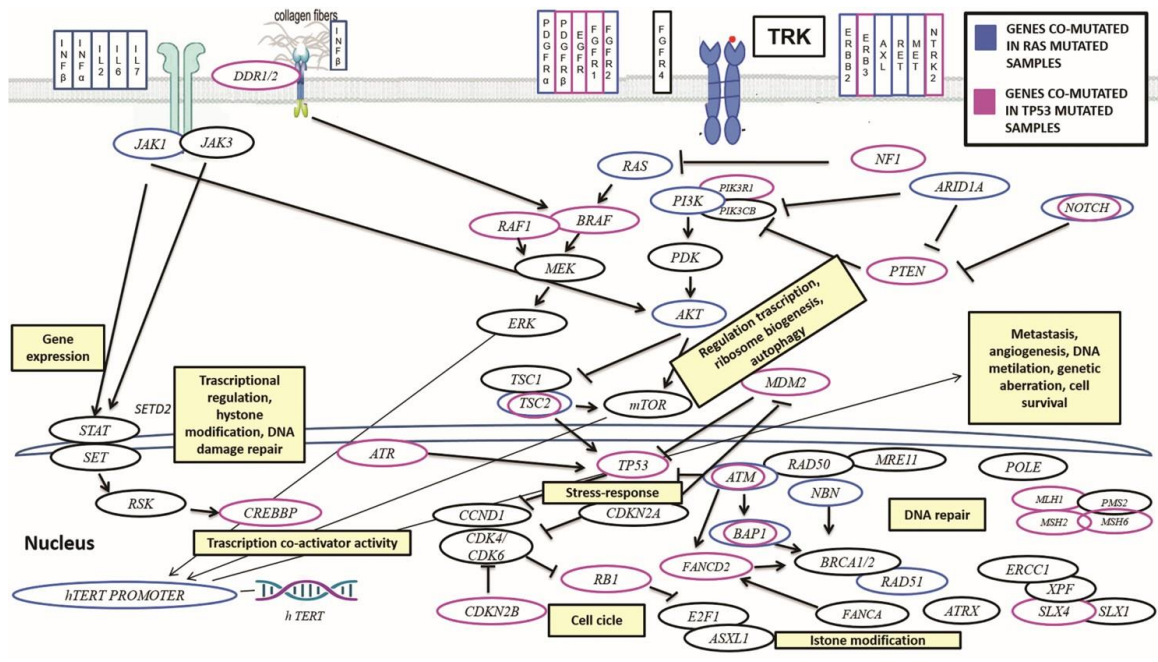 collagen fibers
INFβ
INFα
IL2
IL6
IL7
INFβ
DDR1/2
PDGFRα
PDGFRβ
EGFR
FGFR1
FGFR2
FGFR4
TRK
ERBB2
ERBB3
AXL
RET
MET
NTRK2
GENES CO-MUTATED
IN RAS MUTATED
SAMPLES
GENES CO-MUTATED
IN TP53 MUTATED
SAMPLES
JAK1
JAK3
RAS
NF1
PI3K
PIK3R1
PIK3CB
ARID1A
NOTCH
RAF1
BRAF
MEK
PDK
PTEN
ERK
AKT
Regulation trascription,
ribosome biogenesis,
autophagy
Gene
expression
Metastasis,
angiogenesis, DNA
metilation, genetic
aberration, cell
survival
TSC1
TSC2
mTOR
MDM2
SETD2
Trascriptional
regulation,
hystone
modification, DNA
damage repair
STAT
SET
ATR
TP53
ATM
RAD50
MRE11
NBN
POLE
RSK
CREBBP
Stress-response
CCND1
CDKN2A
CDK4/
CDK6
BAP1
DNA repair
MLH1
PMS2
MSH2
MSH6
Nucleus
Trascription co-activator activity
hTERT PROMOTER
h TERT
CDKN2B
RB1
FANCD2
BRCA1/2
RAD51
ERCC1
XPF
SLX4
SLX1
Cell cicle
E2F1
ASXL1
FANCA
ATRX
Istone modification